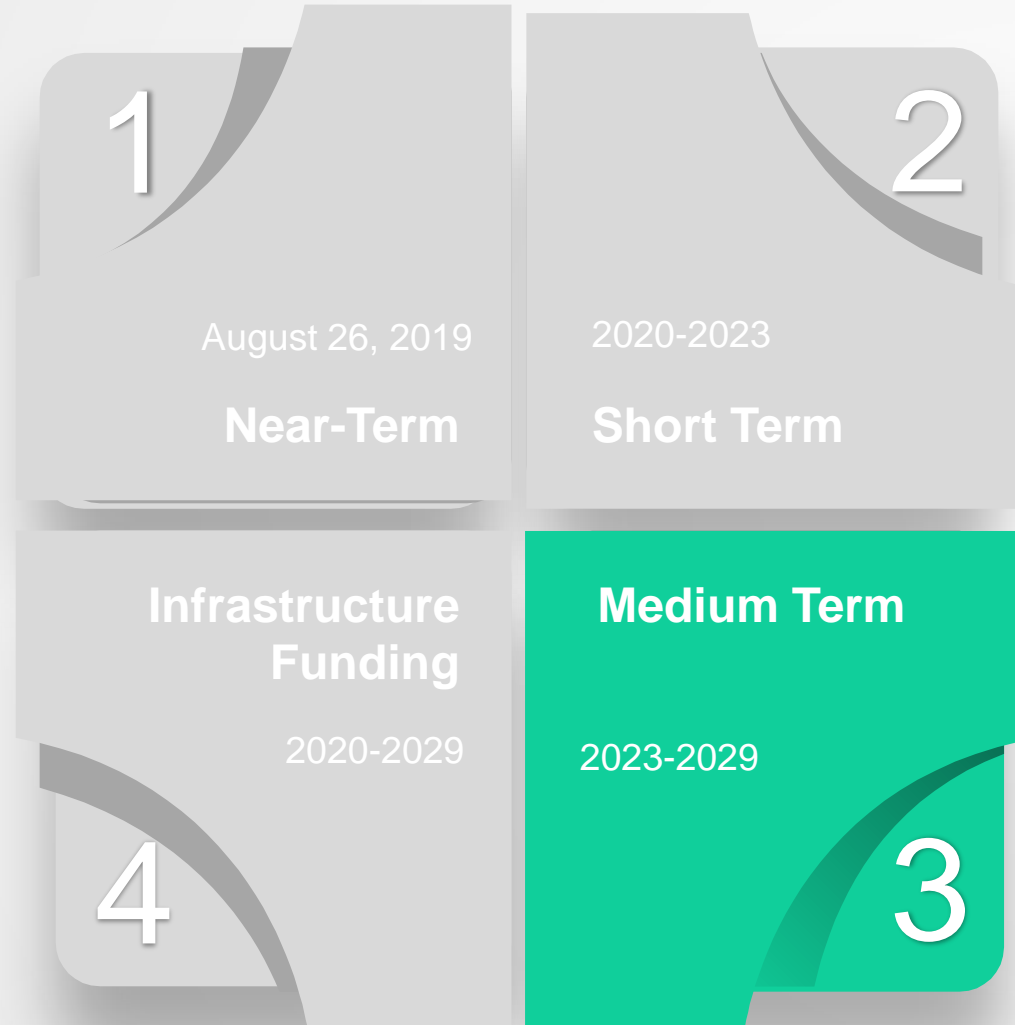 1
August 26, 2019
Near-Term
2
2020-2023
Short Term
Medium Term
2023-2029
3
Infrastructure
Funding
2020-2029
4